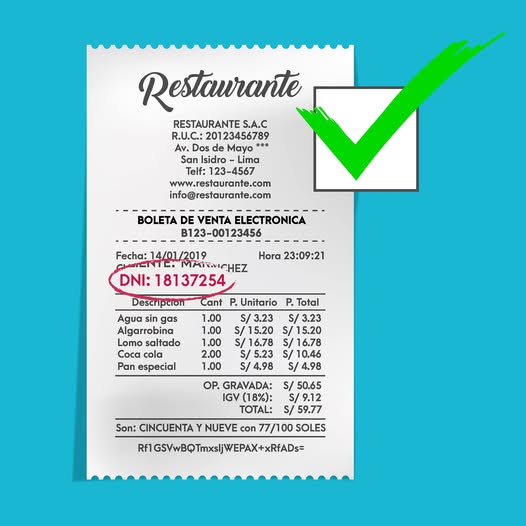 Restaurante
RESTAURANTE S.A.C
R.U.C.: 20123456789
Av. Dos de Mayo ***
San Isidro - Lima
Telf: 123-4567
www.restaurante.com
info@restaurante.com
BOLETA DE VENTA ELECTRONICA
B123-00123456
Fecha: 14/01/2019 Hora 23:09:21
DNI: 18137254
Descripción Cant P. Unitario P. Total
Agua sin gas 1.00 S/ 3.23 S/ 3.23
Algarrobina 1.00 S/ 15.20 S/ 15.20
Lomo saltado 1.00 S/ 16.78 S/ 16.78
Coca cola 2.00 S/ 5.23 S/ 10.46
Pan especial 1.00 S/ 4.98 S/ 4.98
OP. GRAVADA: S/ 50.65
IGV (18%): S/ 9.12
TOTAL: S/ 59.77
Son: CINCUENTA Y NUEVE con 77/100 SOLES
Rf1GSVwBQTmxsljWEPAX+xRfADs=